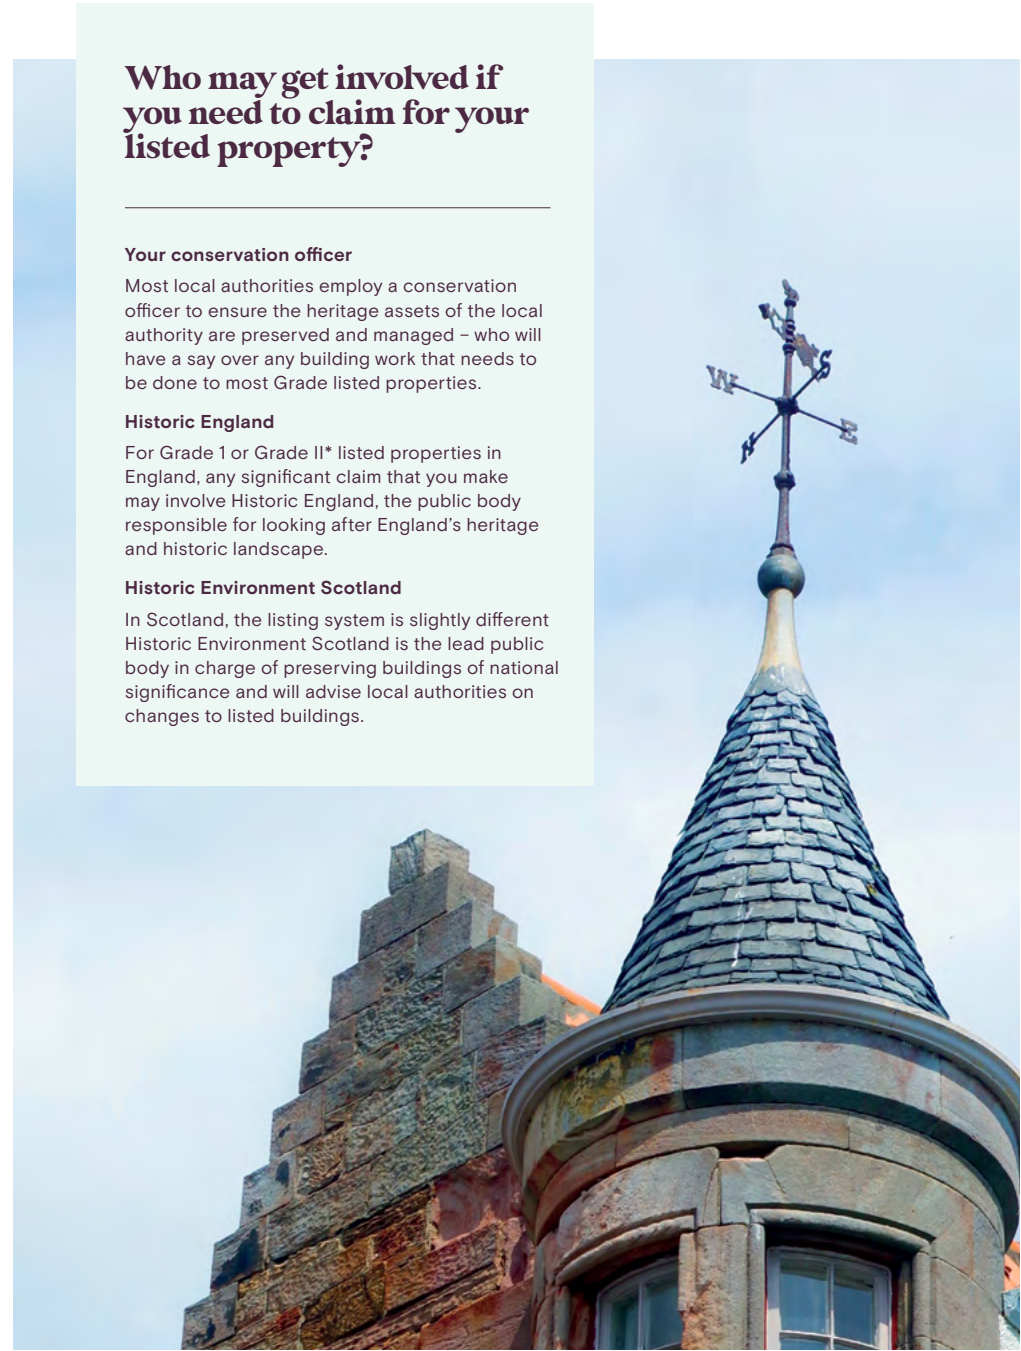 Who may get involved if
you need to claim for your
listed property?
Your conservation officer
Most local authorities employ a conservation
officer to ensure the heritage assets of the local
authority are preserved and managed – who will
have a say over any building work that needs to
be done to most Grade listed properties.
Historic England
For Grade 1 or Grade II* listed properties in
England, any significant claim that you make
may involve Historic England, the public body
responsible for looking after England’s heritage
and historic landscape.
Historic Environment Scotland
In Scotland, the listing system is slightly different
Historic Environment Scotland is the lead public
body in charge of preserving buildings of national
significance and will advise local authorities on
changes to listed buildings.
W
S
N
E